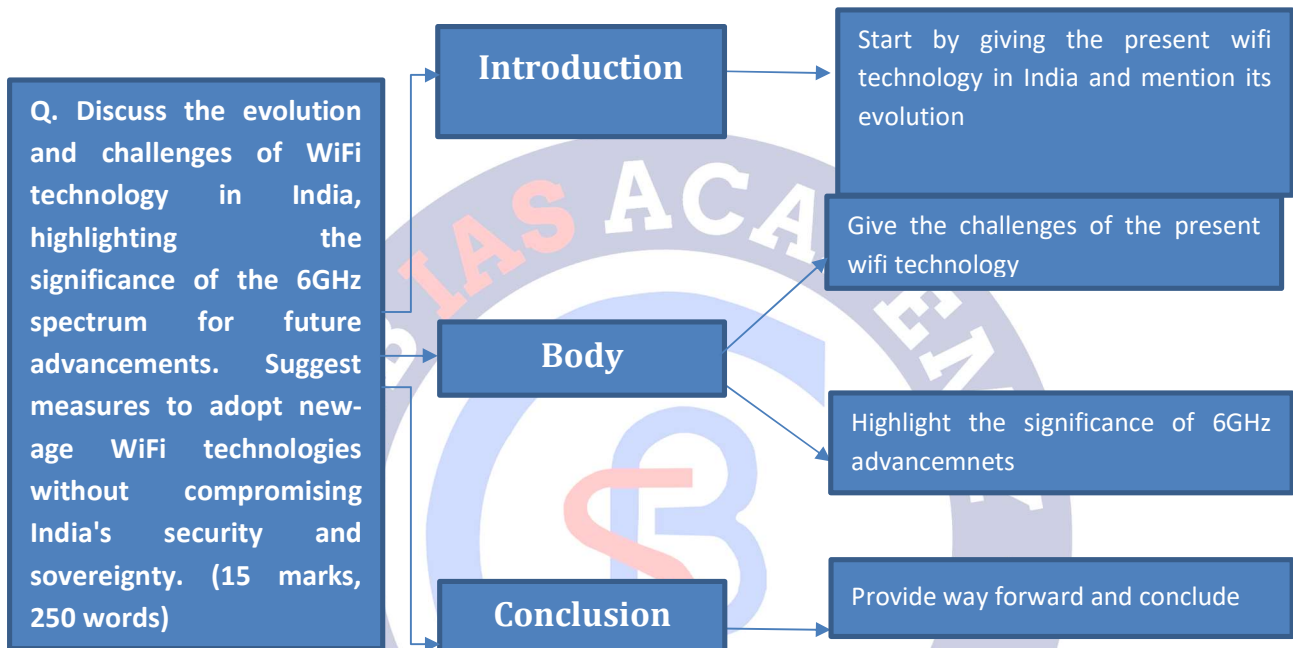 Q. Discuss the evolution
and challenges of WiFi
technology in India,
highlighting the
significance of the 6GHz
spectrum for future
advancements. Suggest
measures to adopt new-
age WiFi technologies
without compromising
India's security and
sovereignty. (15 marks,
250 words)
Introduction
Start by giving the present wifi
technology in India and mention its
evolution
Body
Give the challenges of the present
wifi technology
Highlight the significance of 6GHz
advancemnets
Conclusion
Provide way forward and conclude
IAS ACA